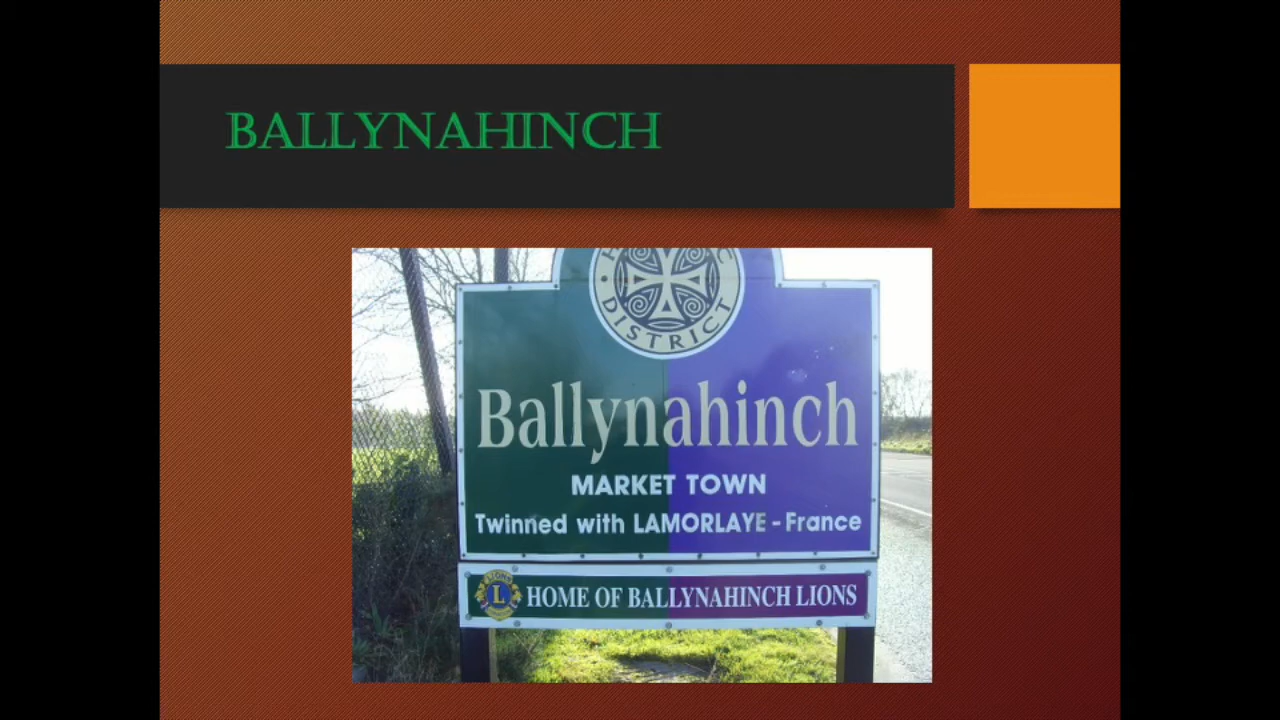 BALLYNAHINCH
DISTRICT
Ballynahinch
MARKET TOWN
Twinned with LAMORLAYE - France
LIONS
L
HOME OF BALLYNAHINCH LIONS